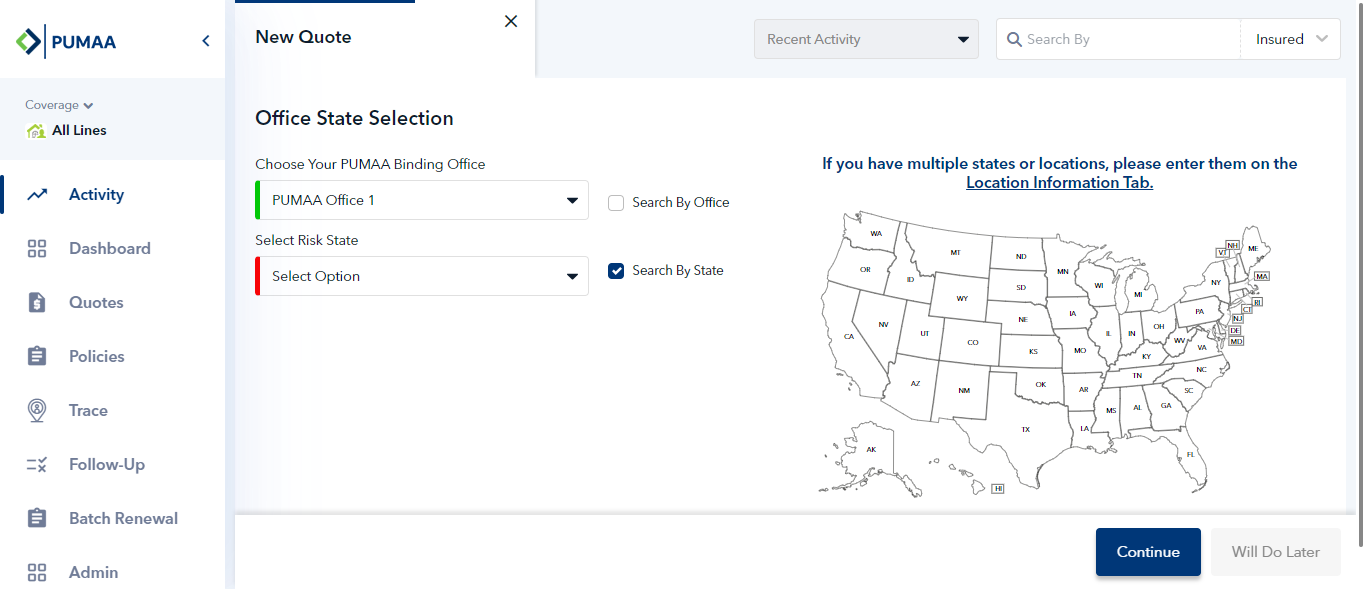 PUMAA
New Quote
Recent Activity
Search By
Insured
Coverage
All Lines
Activity
Dashboard
Quotes
Policies
Trace
Follow-Up
Batch Renewal
Admin
Office State Selection
Choose Your PUMAA Binding Office
PUMAA Office 1
Search By Office
Select Risk State
Select Option
Search By State
If you have multiple states or locations, please enter them on the
Location Information Tab.
WA
MT
ND
MN
OR
ID
SD
WI
MI
NY
VT
NH
ME
MA
WY
RI
CT
NV
UT
NE
IA
IL
IN
OH
PA
NJ
DE
MD
CA
CO
KS
MO
KY
WV
VA
AZ
NM
OK
AR
TN
NC
SC
TX
LA
MS
AL
GA
AK
FL
HI
Continue
Will Do Later